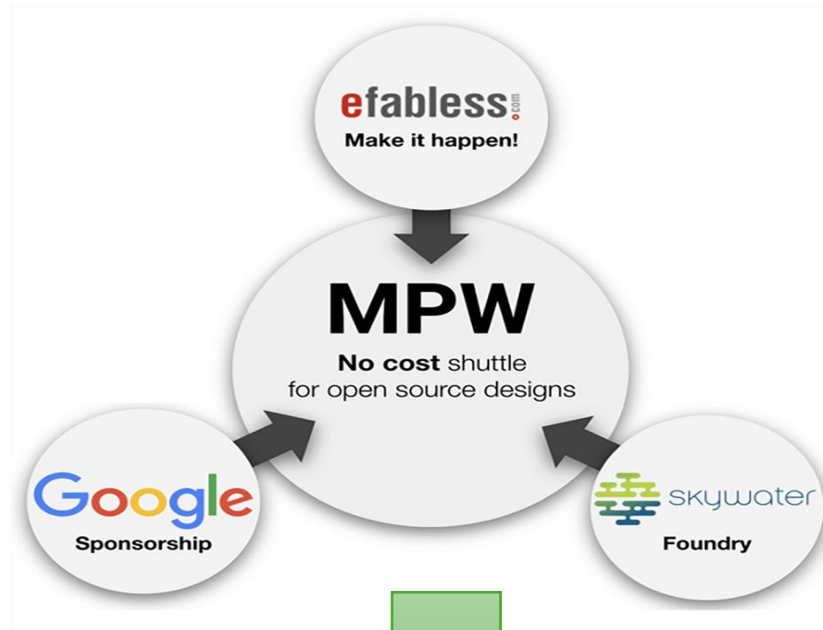 efabless.com
Make it happen!
MPW
No cost shuttle
for open source designs
Google
Sponsorship
skywater
Foundry